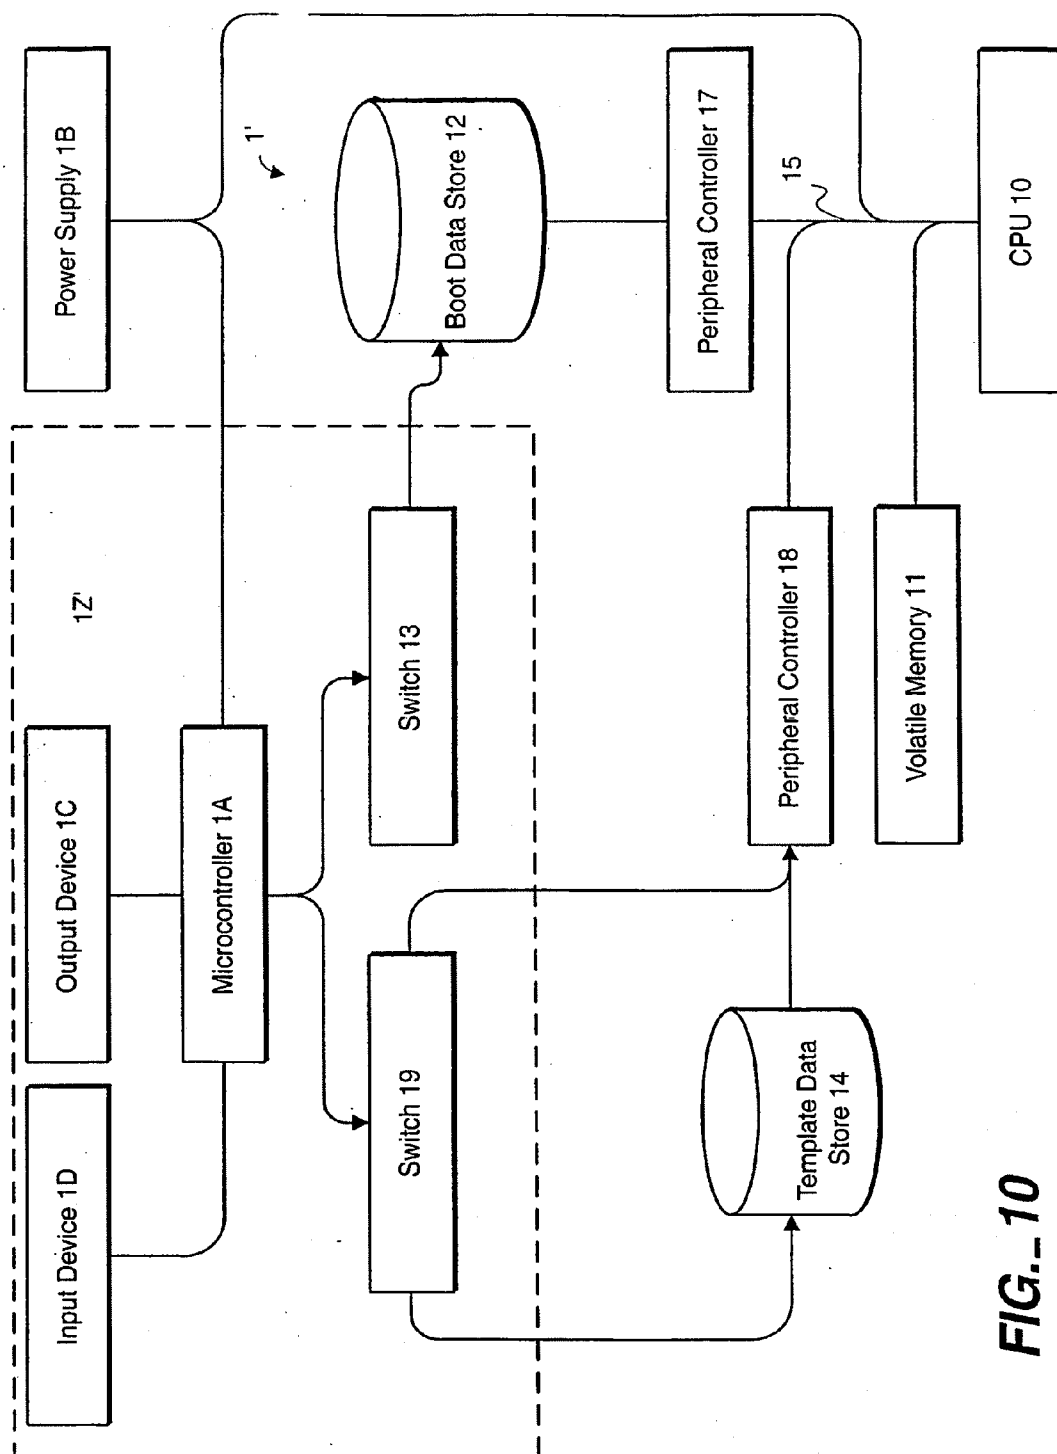 Input Device 1D
Output Device 1C
1Z'
Power Supply 1B
Microcontroller 1A
1'
Switch 19
Switch 13
Boot Data Store 12
Template Data
Store 14
Peripheral Controller 18
Peripheral Controller 17
15
Volatile Memory 11
CPU 10
FIG._10